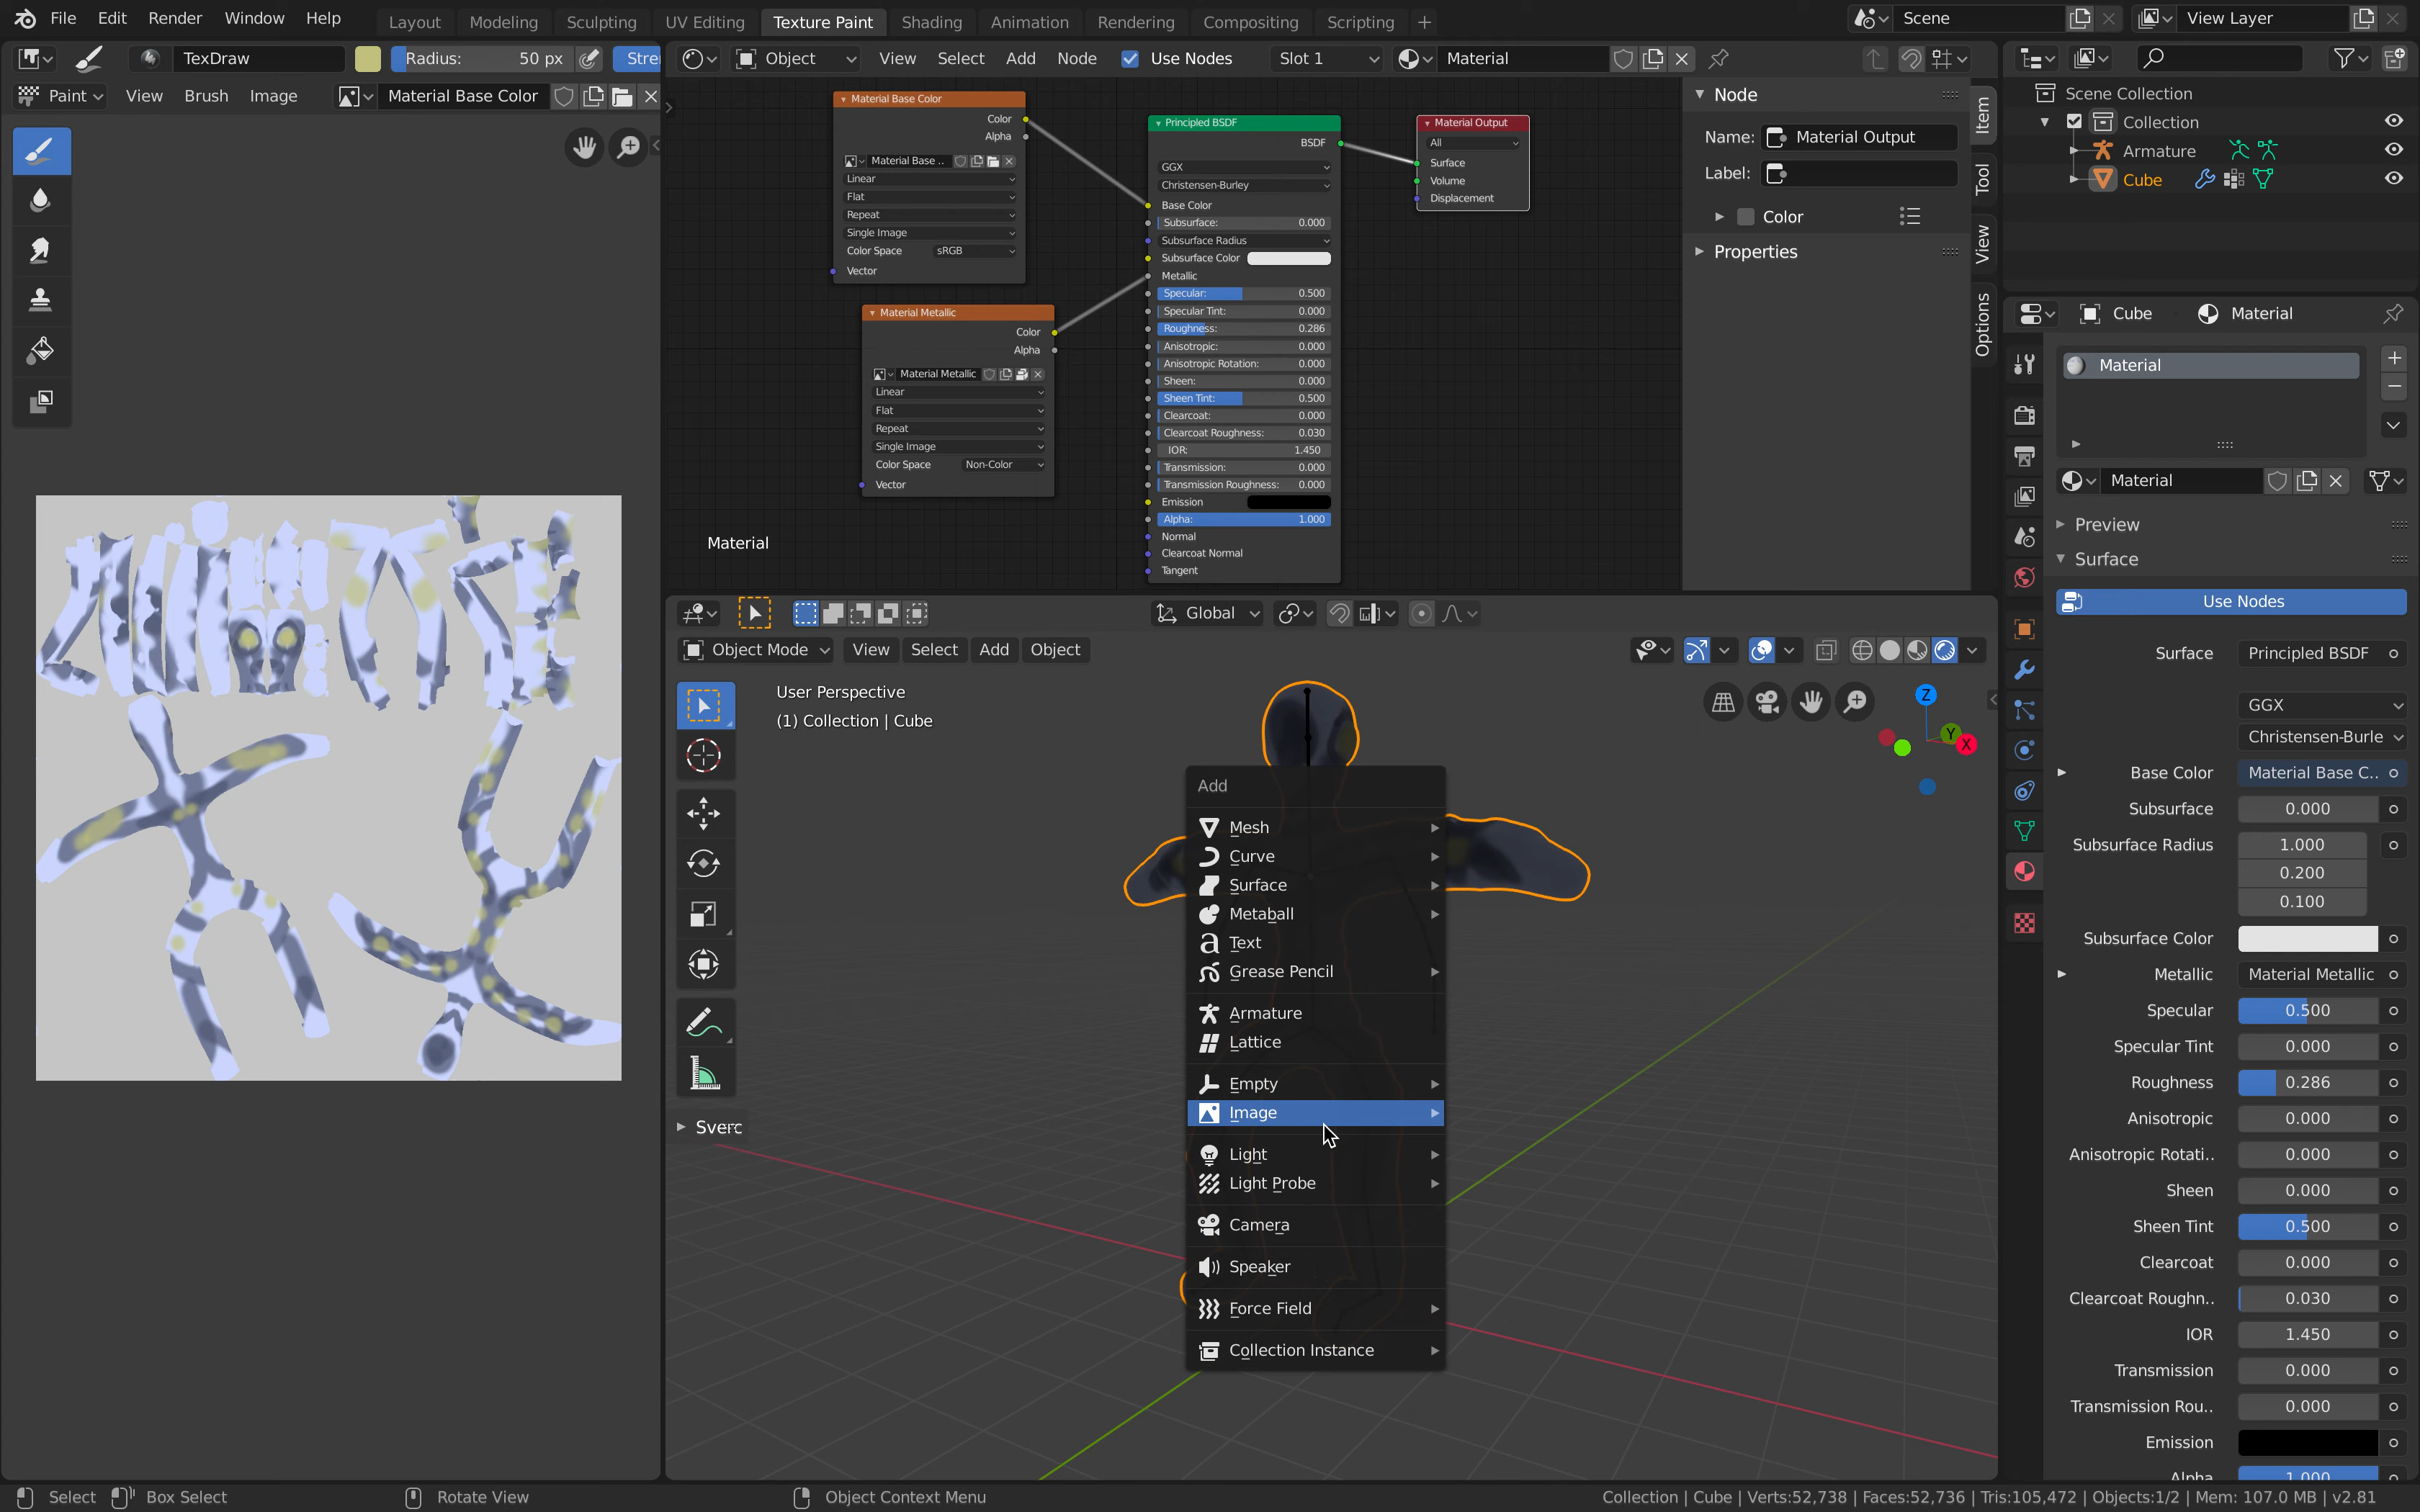 File Edit Render Window Help Layout Modeling Sculpting UV Editing Texture Paint Shading Animation Rendering Compositing Scripting Scene View Layer
TexDraw Radius: 50 px Stre
Paint View Brush Image Material Base Color
Object View Select Add Node Use Nodes Slot 1 Material
Material Base Color
Color
Alpha
Material Base ..
Linear
Flat
Repeat
Single Image
Color Space sRGB
Vector
Material Metallic
Color
Alpha
Material Metallic
Linear
Flat
Repeat
Single Image
Color Space Non-Color
Vector
Principled BSDF
BSDF
GGX
Christensen-Burley
Base Color
Subsurface: 0.000
Subsurface Radius
Subsurface Color
Metallic
Specular: 0.500
Specular Tint: 0.000
Roughness: 0.286
Anisotropic: 0.000
Anisotropic Rotation: 0.000
Sheen: 0.000
Sheen Tint: 0.500
Clearcoat: 0.000
Clearcoat Roughness: 0.030
IOR: 1.450
Transmission: 0.000
Transmission Roughness: 0.000
Emission
Alpha: 1.000
Normal
Clearcoat Normal
Tangent
Material Output
All
Surface
Volume
Displacement
Material
Node
Name: Material Output
Label:
Color
Properties
Item
Tool
View
Options
Global
Object Mode View Select Add Object
User Perspective
(1) Collection | Cube
Z
Y
X
Sverc
Add
Mesh
Curve
Surface
Metaball
Text
Grease Pencil
Armature
Lattice
Empty
Image
Light
Light Probe
Camera
Speaker
Force Field
Collection Instance
Scene Collection
Collection
Armature
Cube
Cube Material
Material
Material
Preview
Surface
Use Nodes
Surface Principled BSDF
GGX
Christensen-Burle
Base Color Material Base C..
Subsurface 0.000
Subsurface Radius 1.000
0.200
0.100
Subsurface Color
Metallic Material Metallic
Specular 0.500
Specular Tint 0.000
Roughness 0.286
Anisotropic 0.000
Anisotropic Rotati.. 0.000
Sheen 0.000
Sheen Tint 0.500
Clearcoat 0.000
Clearcoat Roughn.. 0.030
IOR 1.450
Transmission 0.000
Transmission Rou.. 0.000
Emission
Alpha 1.000
Select Box Select Rotate View Object Context Menu Collection | Cube | Verts:52,738 | Faces:52,736 | Tris:105,472 | Objects:1/2 | Mem: 107.0 MB | v2.81